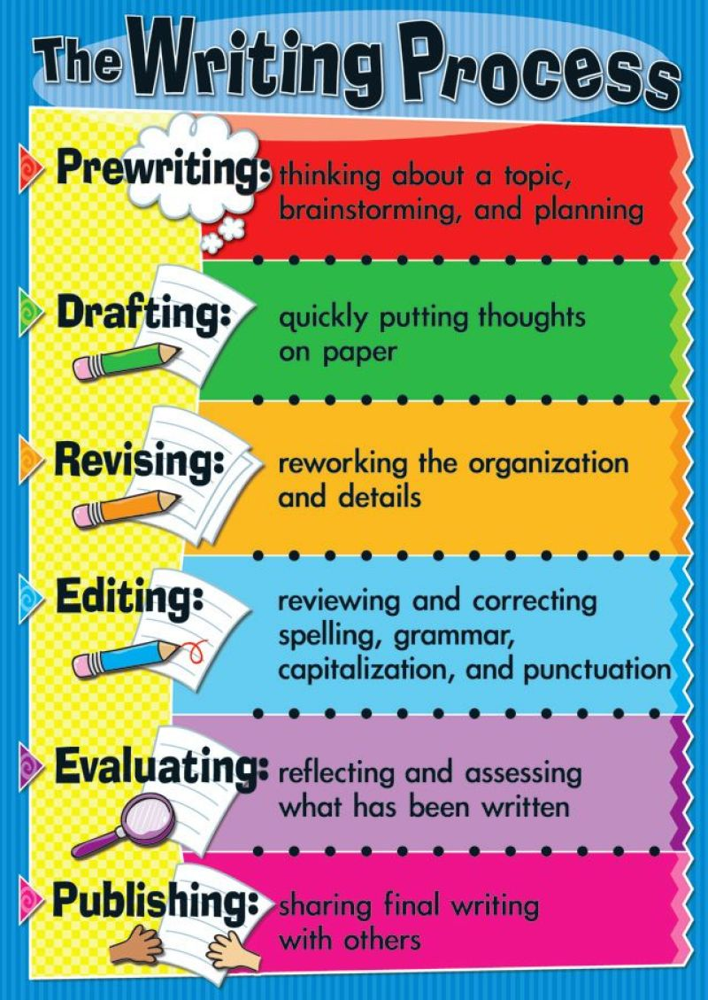 The Writing Process
Prewriting: thinking about a topic,
brainstorming, and planning
Drafting: quickly putting thoughts
on paper
Revising: reworking the organization
and details
Editing: reviewing and correcting
spelling, grammar,
capitalization, and punctuation
Evaluating: reflecting and assessing
what has been written
Publishing: sharing final writing
with others